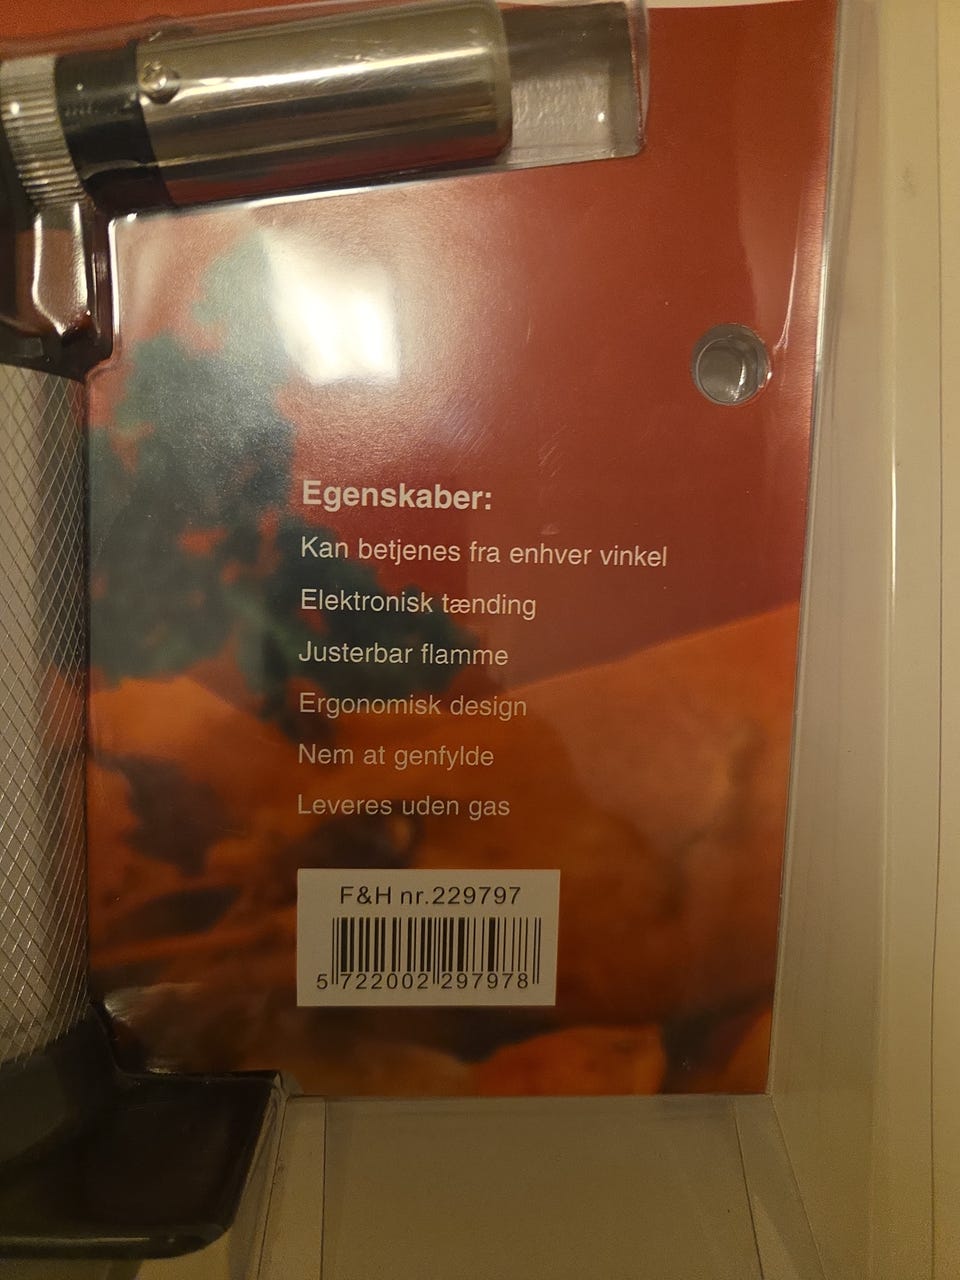 Egenskaber:
Kan betjenes fra enhver vinkel
Elektronisk tænding
Justerbar flamme
Ergonomisk design
Nem at genfylde
Leveres uden gas
F&H nr.229797
5 722002 297978